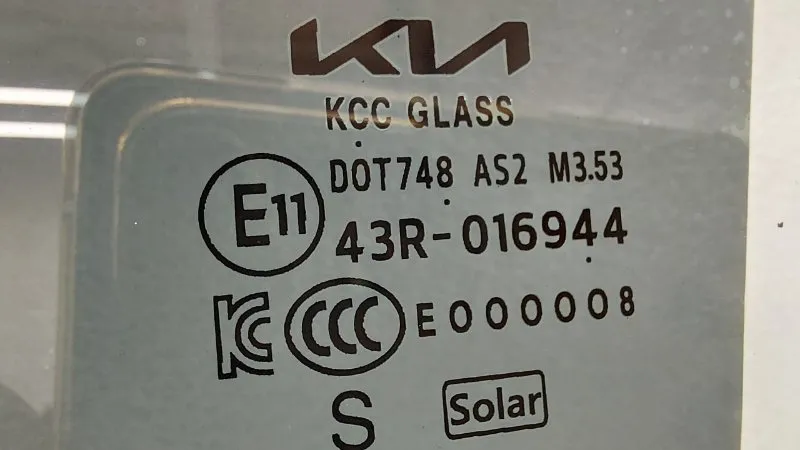 KIA
KCC GLASS
DOT748 AS2 M3.53
E11 43R-016944
KC CCC E000008
S Solar